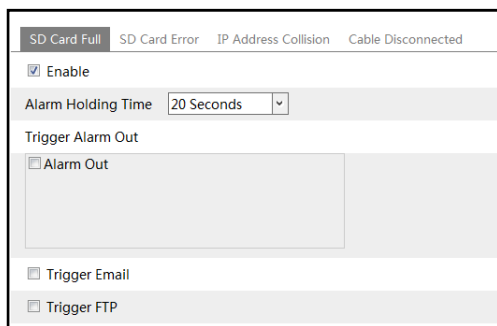 SD Card Full SD Card Error IP Address Collision Cable Disconnected
Enable
Alarm Holding Time 20 Seconds
Trigger Alarm Out
Alarm Out
Trigger Email
Trigger FTP